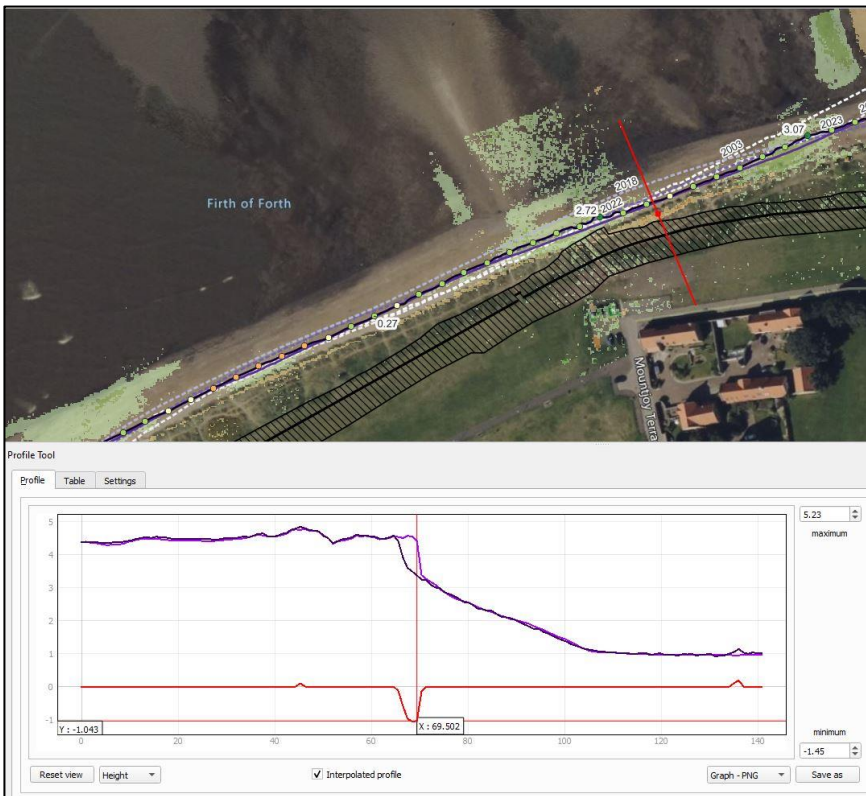 3.07
2023
2003
2018
Firth of Forth
2.72
2022
0.27
Mountjoy Terra
Profile Tool
Profile Table Settings
5
4
3
2
1
0
-1
Y : -1.043
X : 69.502
0 20 40 60 80 100 120 140
5.23
maximum
minimum
-1.45
Reset view Height Interpolated profile Graph - PNG Save as